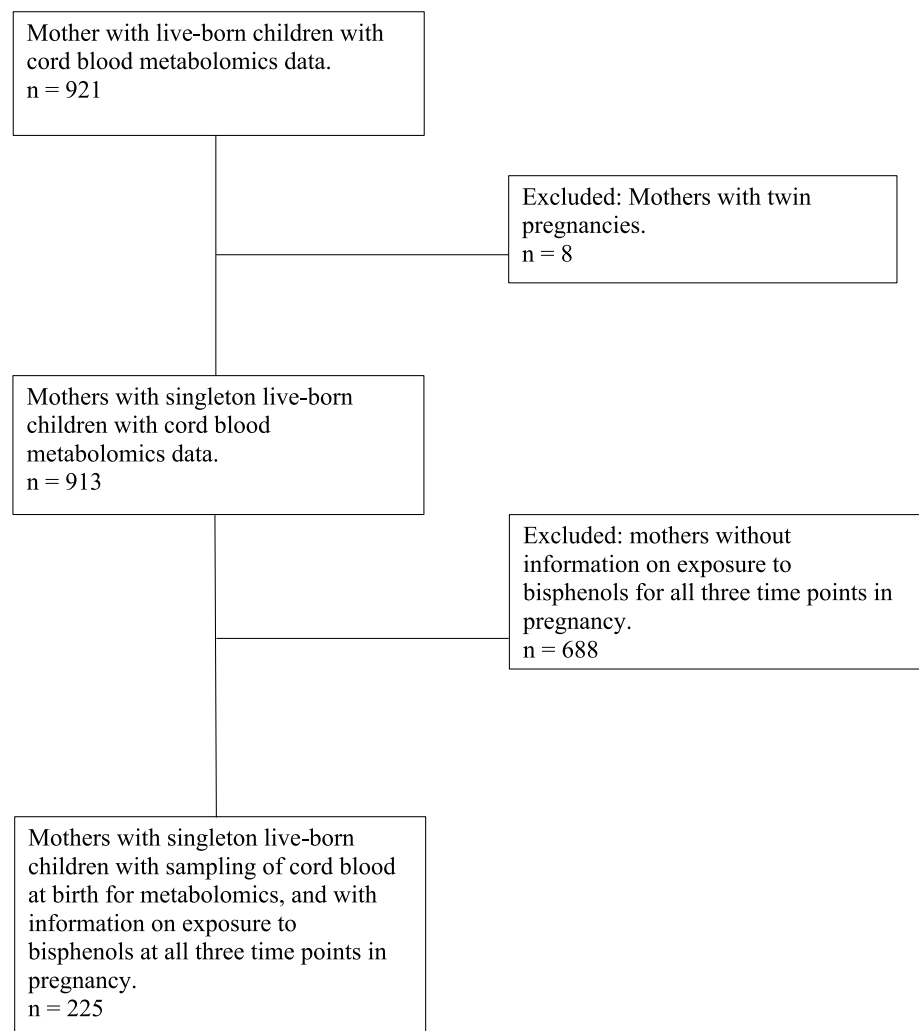 Mother with live-born children with
cord blood metabolomics data.
n = 921
Excluded: Mothers with twin
pregnancies.
n = 8
Mothers with singleton live-born
children with cord blood
metabolomics data.
n = 913
Excluded: mothers without
information on exposure to
bisphenols for all three time points in
pregnancy.
n = 688
Mothers with singleton live-born
children with sampling of cord blood
at birth for metabolomics, and with
information on exposure to
bisphenols at all three time points in
pregnancy.
n = 225